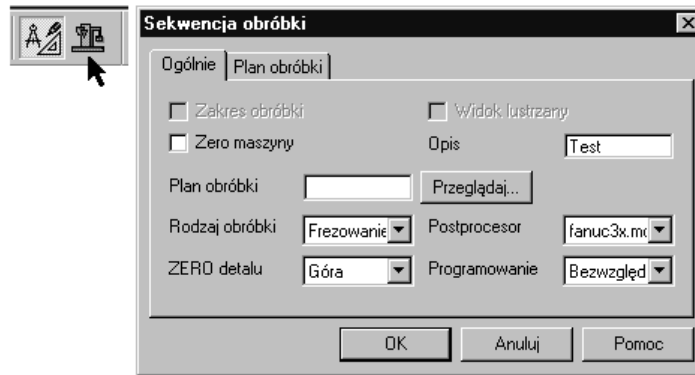 Sekwencja obróbki
Ogólnie Plan obróbki
Zakres obróbki Widok lustrzany
Zero maszyny Opis Test
Plan obróbki Przeglądaj...
Rodzaj obróbki Frezowanie Postprocesor fanuc3x.mo
ZERO detalu Góra Programowanie Bezwzględ
OK Anuluj Pomoc